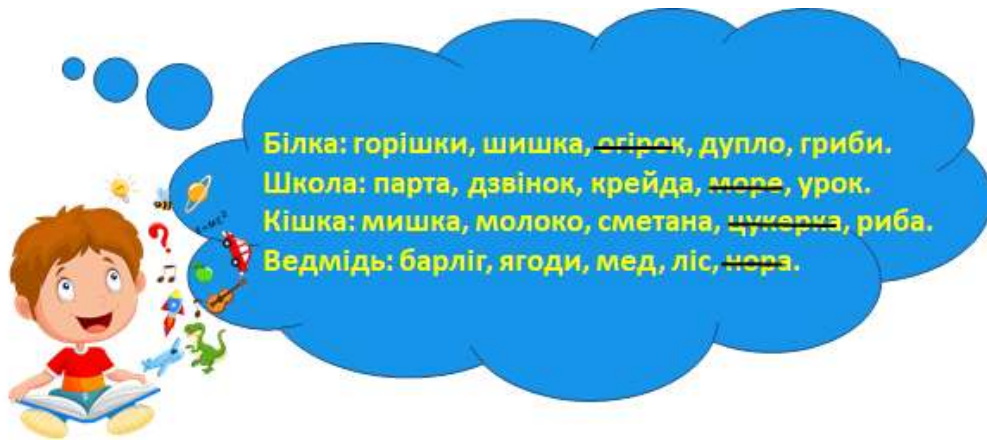 Білка: горішки, шишка, огірок, дупло, гриби.
Школа: парта, дзвінок, крейда, море, урок.
Кішка: мишка, молоко, сметана, цукерка, риба.
Ведмідь: барліг, ягоди, мед, ліс, нора.